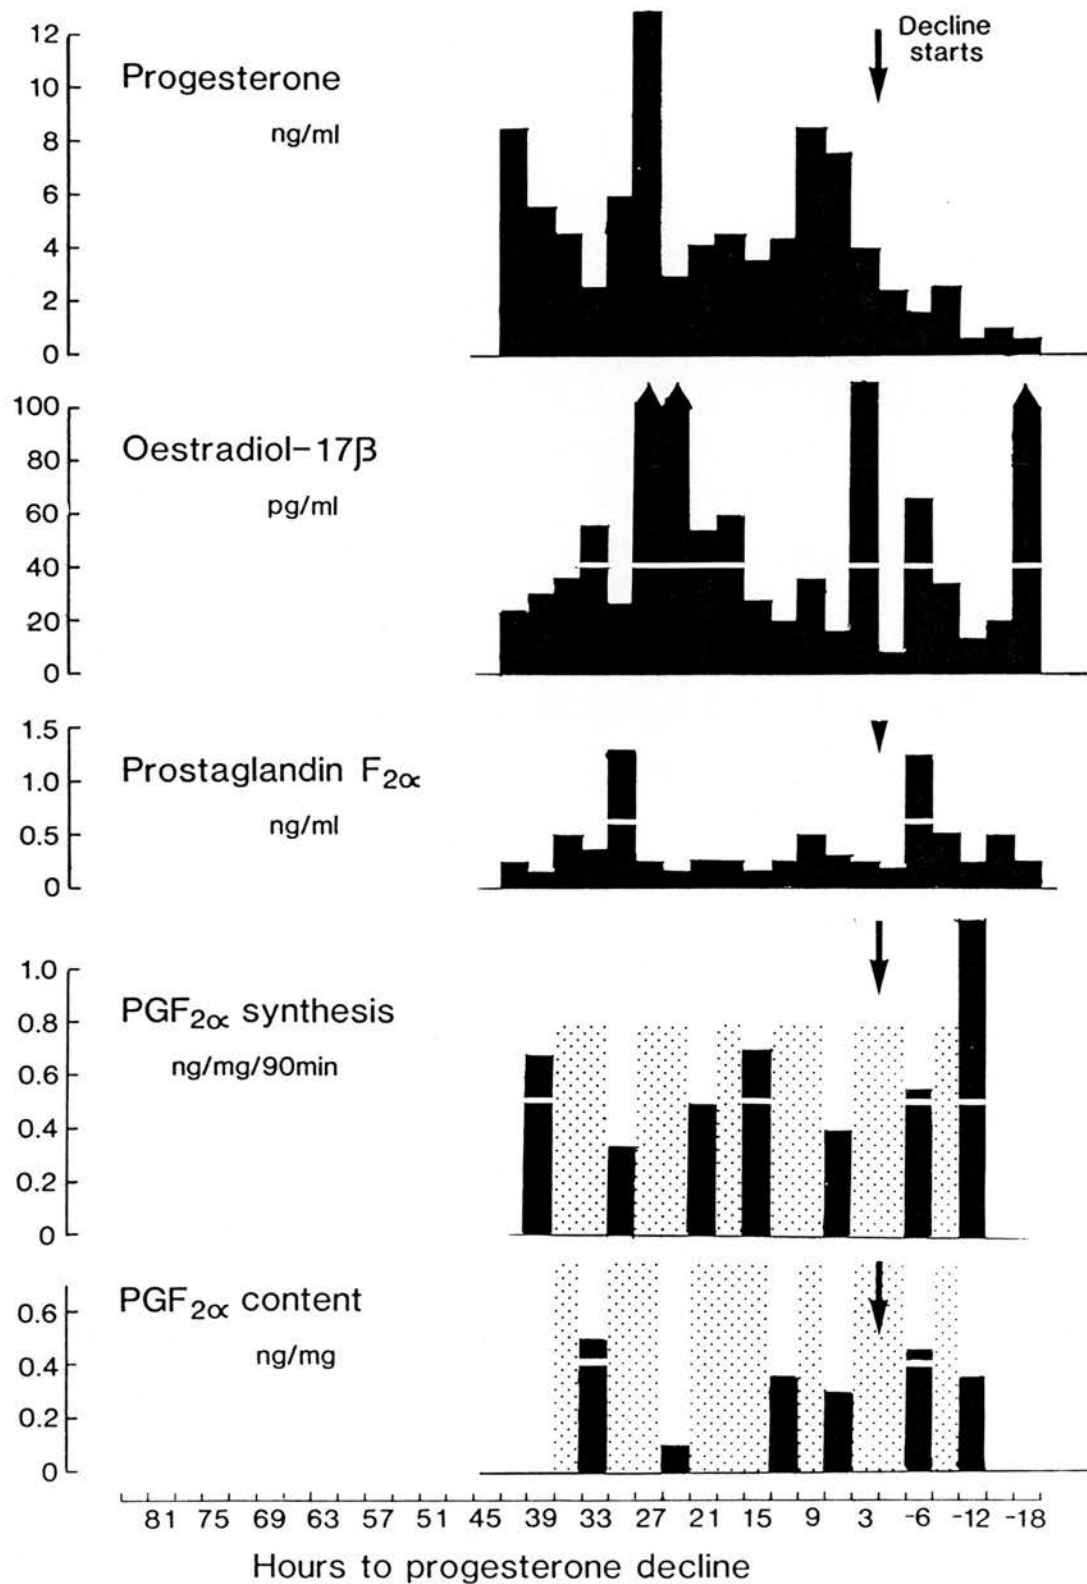 12
10
8
6
4
2
0
Progesterone
ng/ml
Decline
starts
100
80
60
40
20
0
Oestradiol-17β
pg/ml
1.5
1.0
0.5
0
Prostaglandin F₂α
ng/ml
1.0
0.8
0.6
0.4
0.2
0
PGF₂α synthesis
ng/mg/90min
0.6
0.4
0.2
0
PGF₂α content
ng/mg
81 75 69 63 57 51 45 39 33 27 21 15 9 3 -6 -12 -18
Hours to progesterone decline